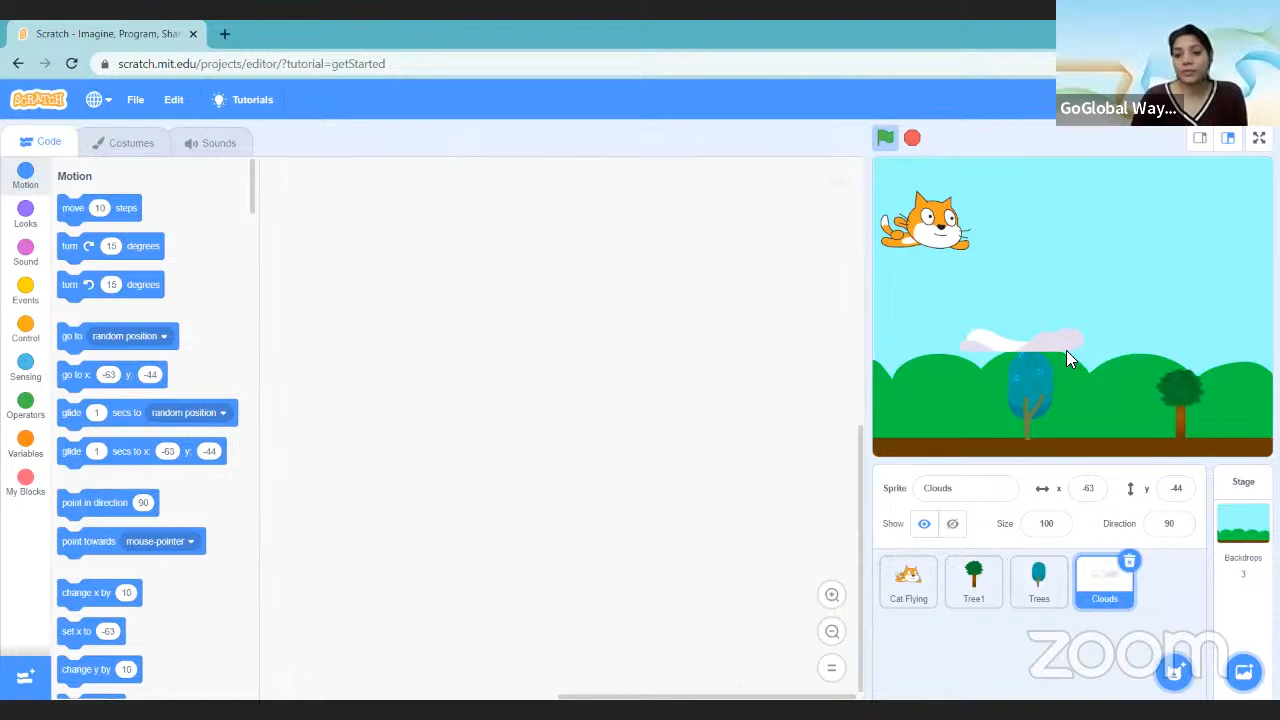 Scratch - Imagine, Program, Shar
scratch.mit.edu/projects/editor/?tutorial=getStarted
GoGlobal Way...
SCRATCH
File
Edit
Tutorials
Code
Costumes
Sounds
Motion
Looks
Sound
Events
Control
Sensing
Operators
Variables
My Blocks
Motion
move 10 steps
turn 15 degrees
turn 15 degrees
go to random position
go to x: -63 y: -44
glide 1 secs to random position
glide 1 secs to x: -63 y: -44
point in direction 90
point towards mouse-pointer
change x by 10
set x to -63
change y by 10
Sprite Clouds x -63 y -44
Show Size 100 Direction 90
Cat Flying
Tree1
Trees
Clouds
Stage
Backdrops
3
zoom